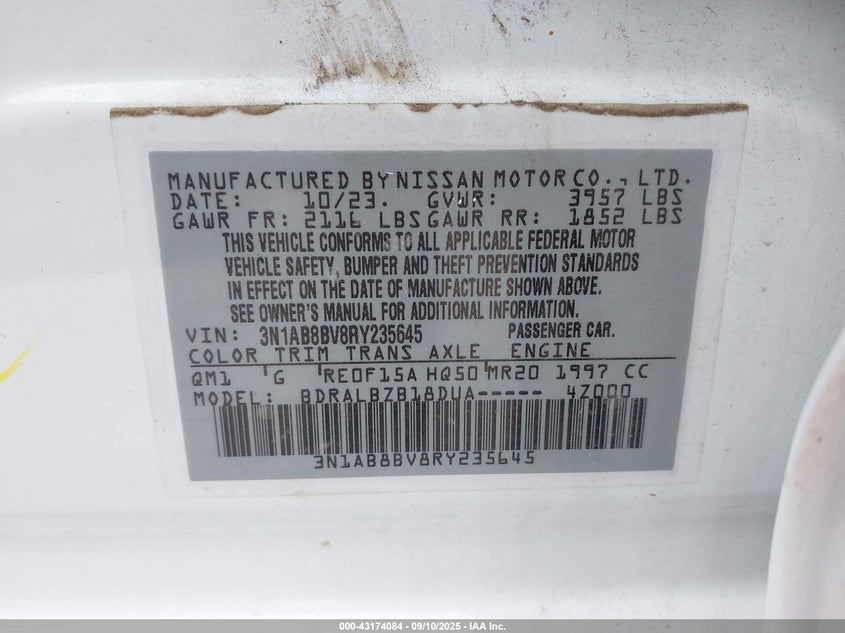 MANUFACTURED BY NISSAN MOTOR CO., LTD.
DATE: 10/23. GVWR: 3957 LBS
GAWR FR: 2116 LBS GAWR RR: 1852 LBS
THIS VEHICLE CONFORMS TO ALL APPLICABLE FEDERAL MOTOR
VEHICLE SAFETY, BUMPER AND THEFT PREVENTION STANDARDS
IN EFFECT ON THE DATE OF MANUFACTURE SHOWN ABOVE.
SEE OWNER'S MANUAL FOR ADDITIONAL INFORMATION.
VIN: 3N1AB8BV8RY235645 PASSENGER CAR.
COLOR TRIM TRANS AXLE ENGINE
QM1 G RE0F15A HQ50 MR20 1997 CC
MODEL: BDRALBZB18DUA----- 4Z000
3N1AB8BV8RY235645
000-43174084 - 09/10/2025 - IAA Inc.